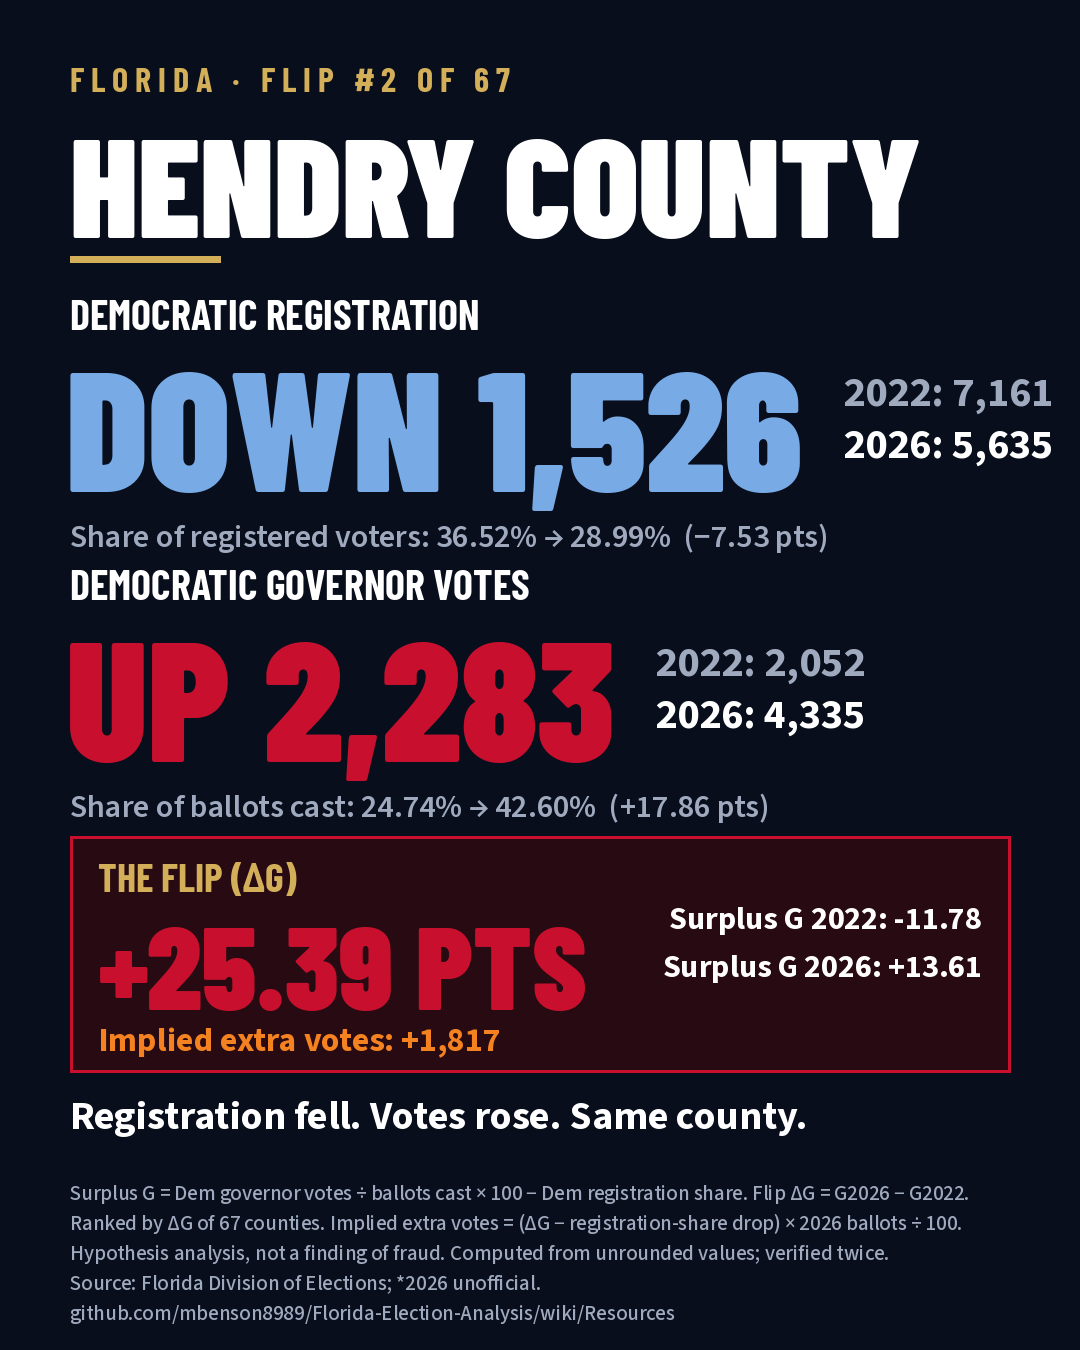 FLORIDA · FLIP #2 OF 67
HENDRY COUNTY
DEMOCRATIC REGISTRATION
DOWN 1,526
2022: 7,161
2026: 5,635
Share of registered voters: 36.52% → 28.99% (−7.53 pts)
DEMOCRATIC GOVERNOR VOTES
UP 2,283
2022: 2,052
2026: 4,335
Share of ballots cast: 24.74% → 42.60% (+17.86 pts)
THE FLIP (ΔG)
+25.39 PTS
Surplus G 2022: -11.78
Surplus G 2026: +13.61
Implied extra votes: +1,817
Registration fell. Votes rose. Same county.
Surplus G = Dem governor votes ÷ ballots cast × 100 − Dem registration share. Flip ΔG = G2026 − G2022.
Ranked by ΔG of 67 counties. Implied extra votes = (ΔG − registration-share drop) × 2026 ballots ÷ 100.
Hypothesis analysis, not a finding of fraud. Computed from unrounded values; verified twice.
Source: Florida Division of Elections; *2026 unofficial.
github.com/mbenson8989/Florida-Election-Analysis/wiki/Resources